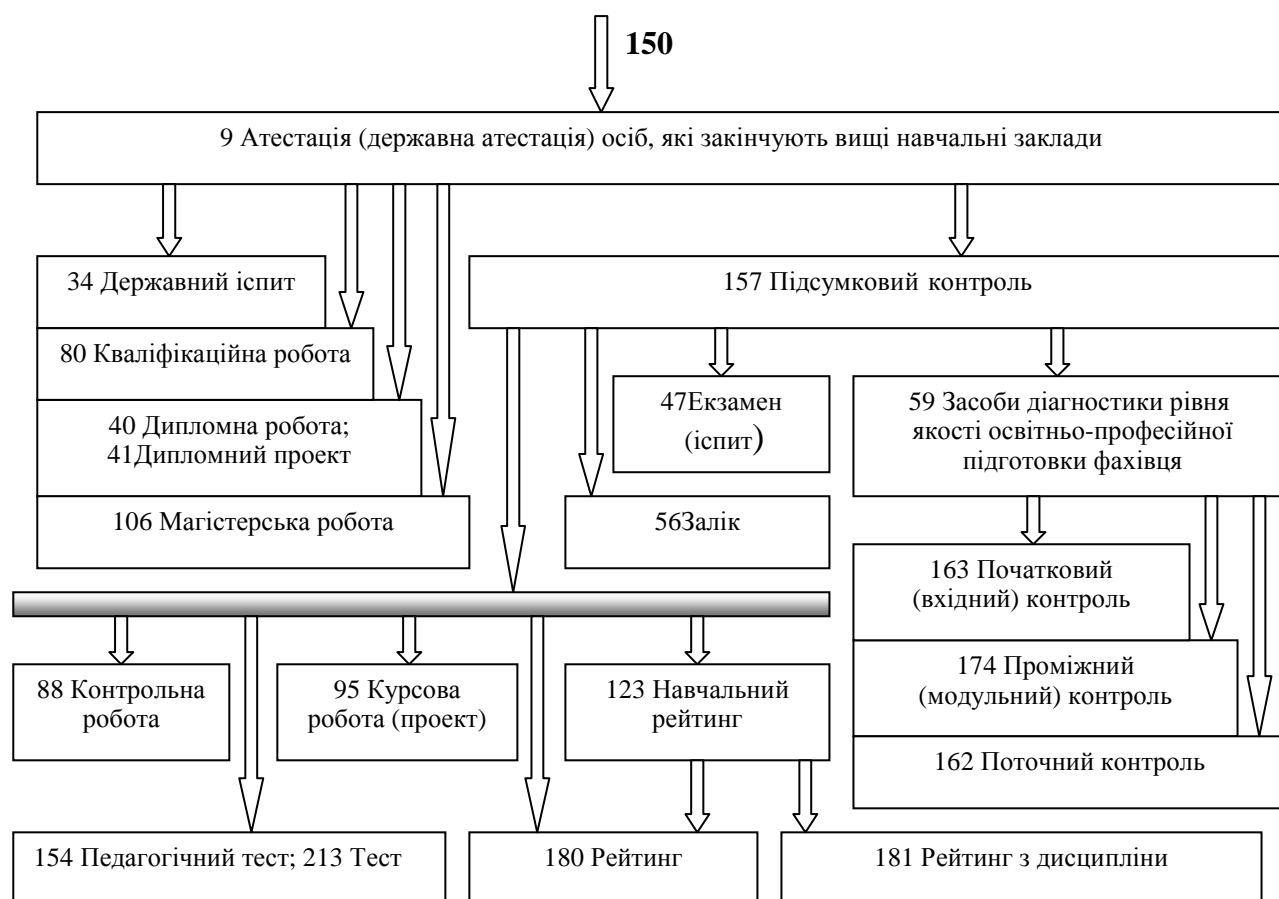 150
9 Атестація (державна атестація) осіб, які закінчують вищі навчальні заклади
34 Державний іспит
157 Підсумковий контроль
80 Кваліфікаційна робота
40 Дипломна робота;
41Дипломний проект
106 Магістерська робота
47Екзамен
(іспит)
59 Засоби діагностики рівня
якості освітньо-професійної
підготовки фахівця
56Залік
163 Початковий
(вхідний) контроль
174 Проміжний
(модульний) контроль
162 Поточний контроль
88 Контрольна
робота
95 Курсова
робота (проект)
123 Навчальний
рейтинг
154 Педагогічний тест; 213 Тест
180 Рейтинг
181 Рейтинг з дисципліни